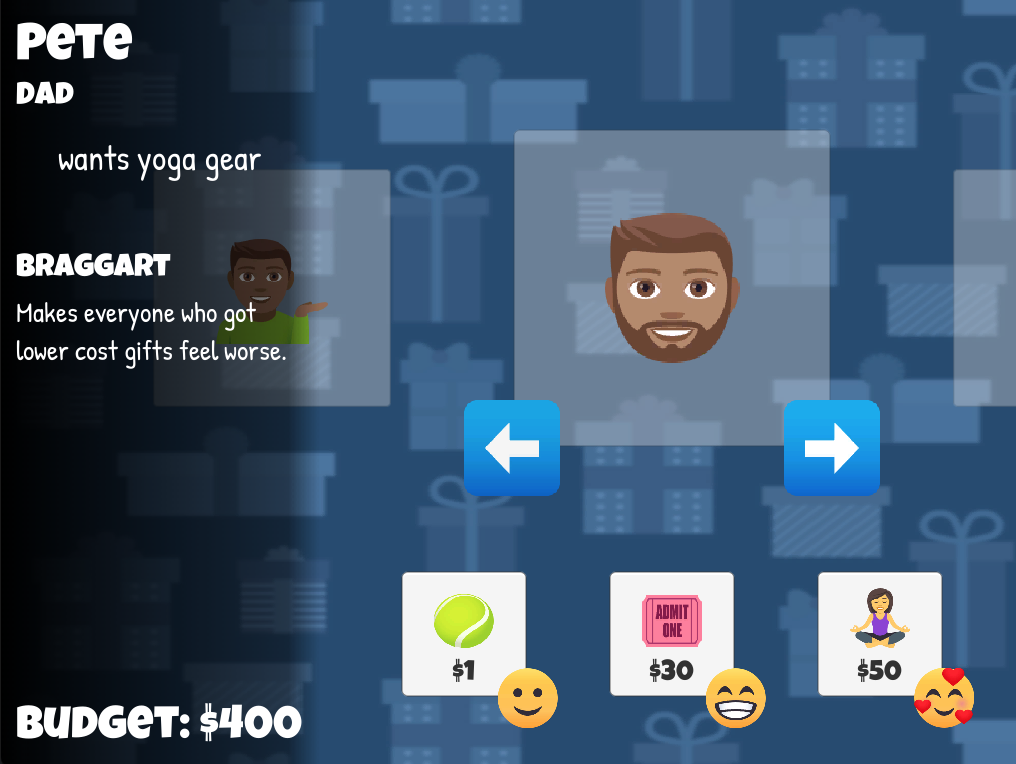 Pete
DAD
wants yoga gear
BRAGGART
Makes everyone who got
lower cost gifts feel worse.
ADMIT
ONE
$1
$30
$50
Budget: $400